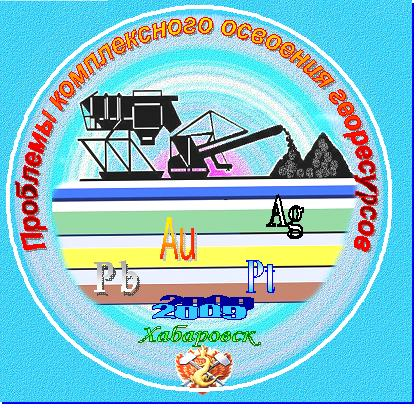 Проблемы комплексного освоения георесурсов
Ag
Au
Pb
Pt
2009
Хабаровск